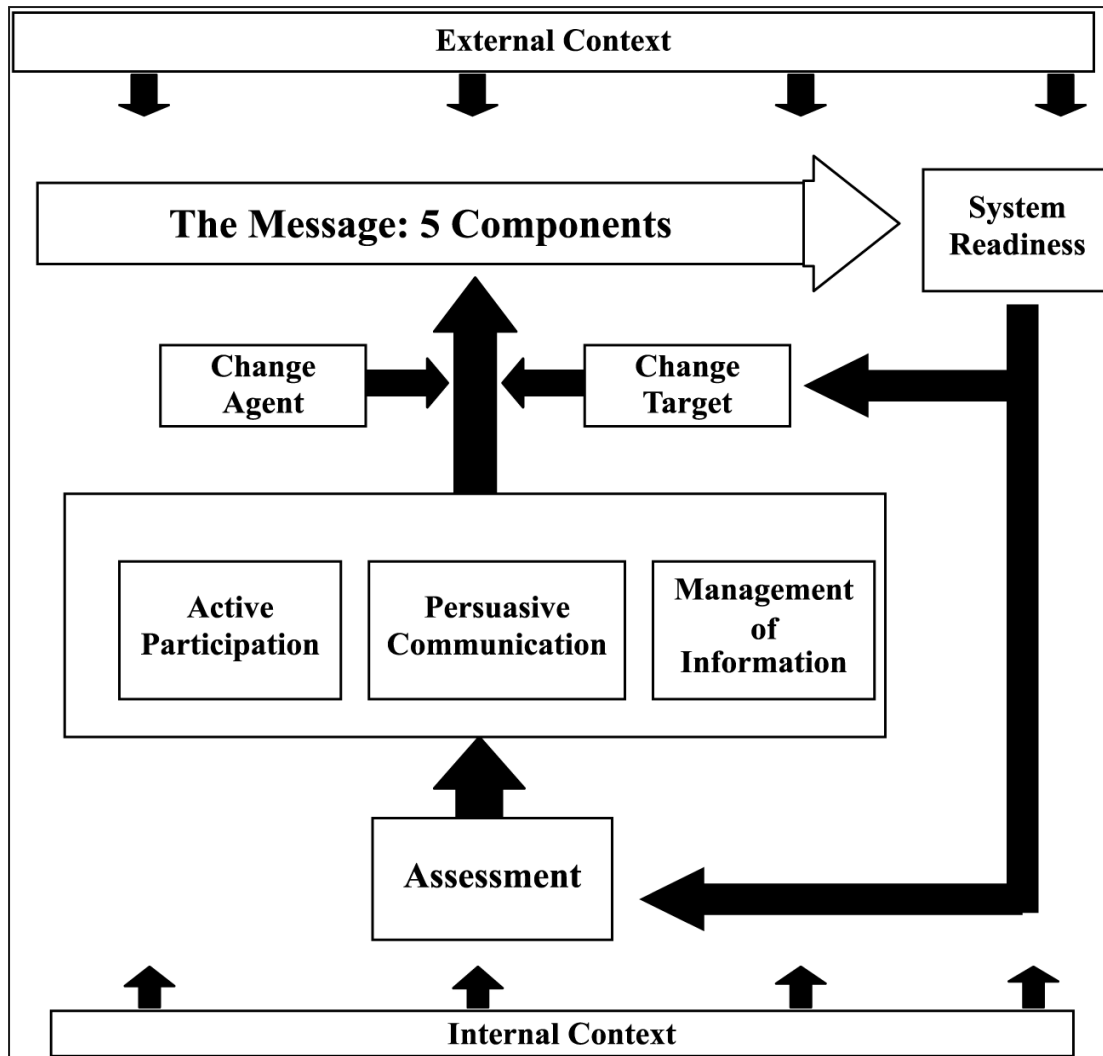 External Context
The Message: 5 Components
System
Readiness
Change
Agent
Change
Target
Active
Participation
Persuasive
Communication
Management
of
Information
Assessment
Internal Context